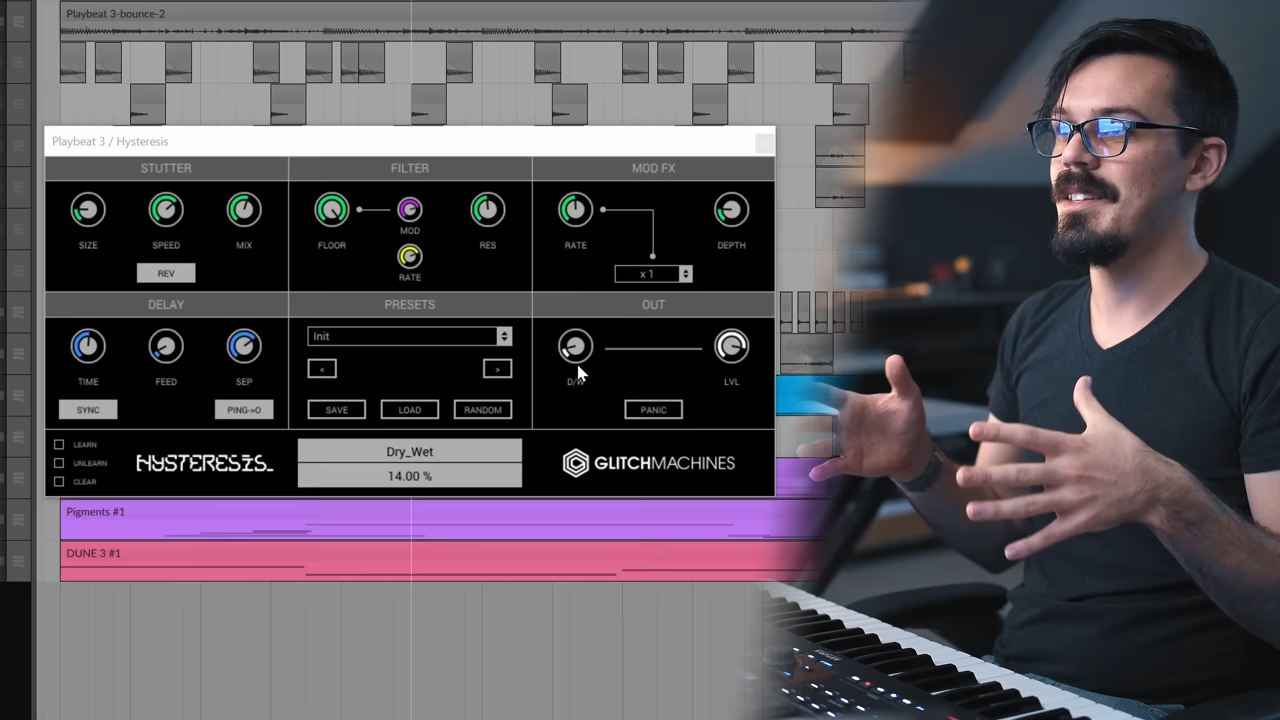 Playbeat 3-bounce-2
Playbeat 3 / Hysteresis
STUTTER
FILTER
MOD FX
SIZE
SPEED
MIX
FLOOR
MOD
RES
RATE
DEPTH
RATE
REV
x 1
DELAY
PRESETS
OUT
Init
TIME
FEED
SEP
<
>
D/W
LVL
SYNC
PING->O
SAVE
LOAD
RANDOM
PANIC
LEARN
UNLEARN
CLEAR
HYSTERESIS_
Dry_Wet
14.00 %
GLITCHMACHINES
Pigments #1
DUNE 3 #1